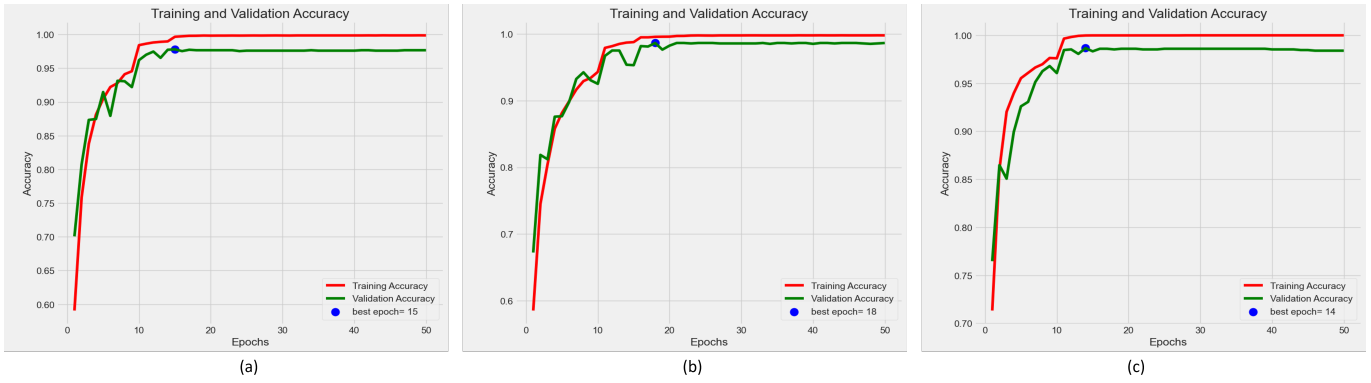 Training and Validation Accuracy
1.00
0.95
0.90
0.85
0.80
0.75
0.70
0.65
0.60
Accuracy
0 10 20 30 40 50
Epochs
Training Accuracy
Validation Accuracy
best epoch= 15
(a)
Training and Validation Accuracy
1.0
0.9
0.8
0.7
0.6
Accuracy
0 10 20 30 40 50
Epochs
Training Accuracy
Validation Accuracy
best epoch= 18
(b)
Training and Validation Accuracy
1.00
0.95
0.90
0.85
0.80
0.75
0.70
Accuracy
0 10 20 30 40 50
Epochs
Training Accuracy
Validation Accuracy
best epoch= 14
(c)